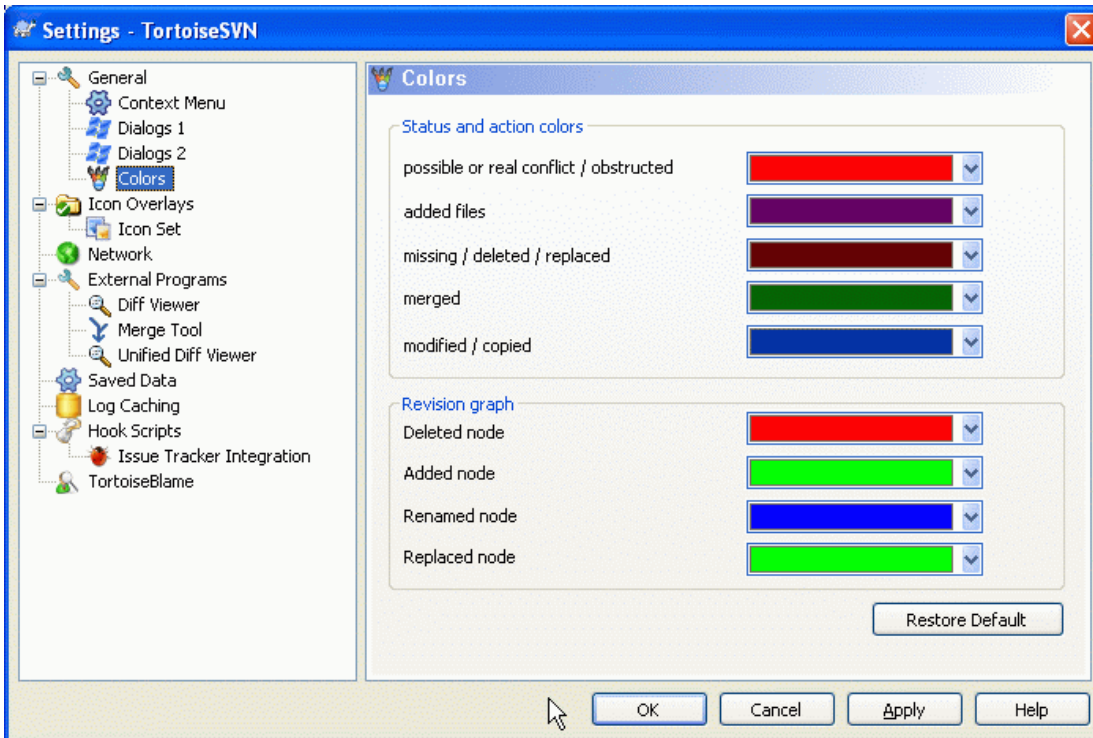 Settings - TortoiseSVN
General
Context Menu
Dialogs 1
Dialogs 2
Colors
Icon Overlays
Icon Set
Network
External Programs
Diff Viewer
Merge Tool
Unified Diff Viewer
Saved Data
Log Caching
Hook Scripts
Issue Tracker Integration
TortoiseBlame
Colors
Status and action colors
possible or real conflict / obstructed
added files
missing / deleted / replaced
merged
modified / copied
Revision graph
Deleted node
Added node
Renamed node
Replaced node
Restore Default
OK Cancel Apply Help